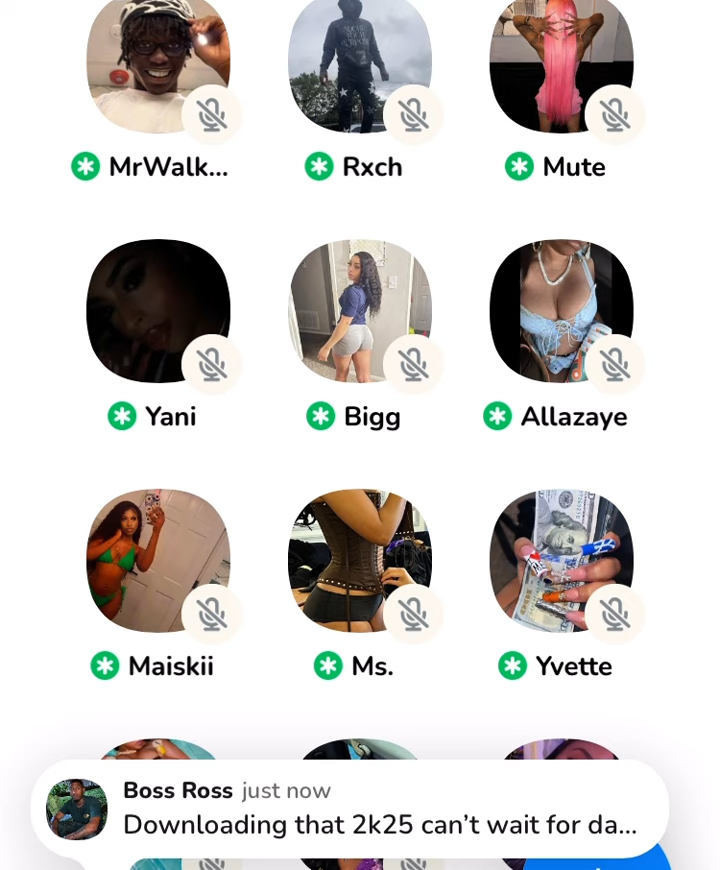 MrWalk...
Rxch
Mute
Yani
Bigg
Allazaye
Maiskii
Ms.
Yvette
Boss Ross just now
Downloading that 2k25 can't wait for da...